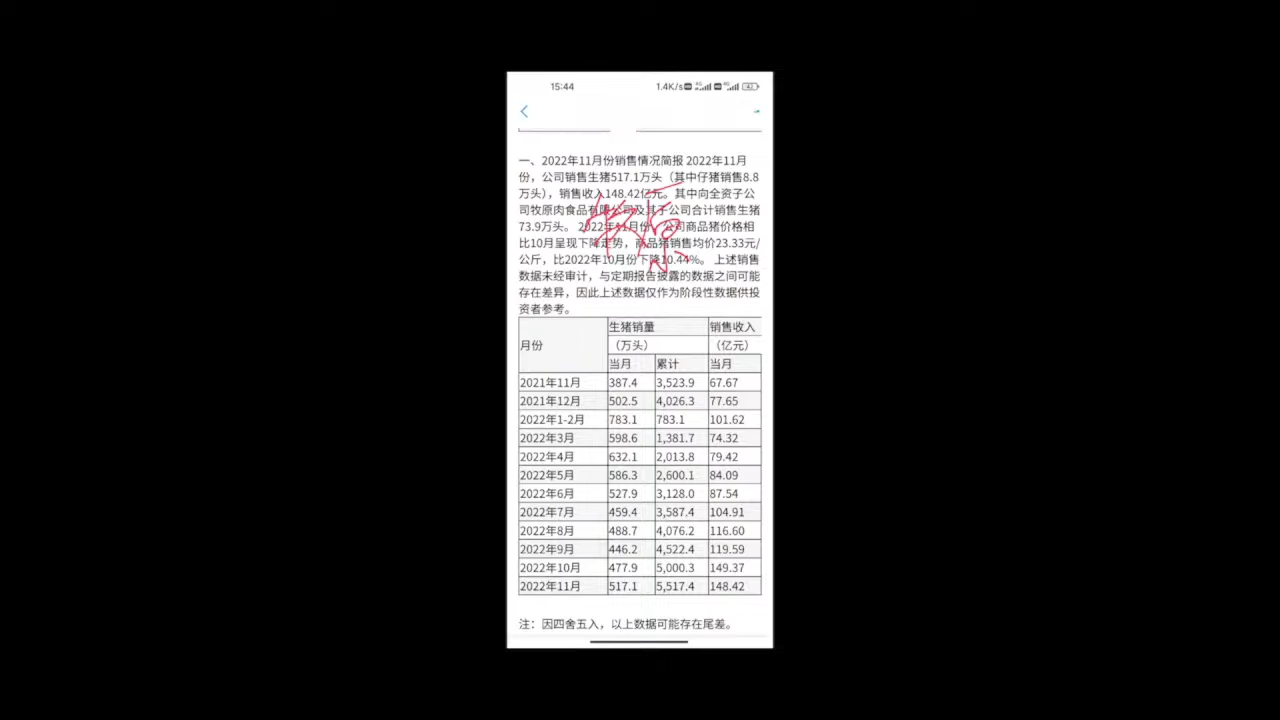 15:44 1.4K/s 4G 4G 42
一、2022年11月份销售情况简报 2022年11月
份，公司销售生猪517.1万头（其中仔猪销售8.8
万头），销售收入148.42亿元。其中向全资子公
司牧原肉食品有限公司及其子公司合计销售生猪
73.9万头。 2022年11月份，公司商品猪价格相
比10月呈现下降走势，商品猪销售均价23.33元/
公斤，比2022年10月份下降10.44%。 上述销售
数据未经审计，与定期报告披露的数据之间可能
存在差异，因此上述数据仅作为阶段性数据供投
资者参考。
牧原
月份 生猪销量 销售收入
（万头） （亿元）
当月 累计 当月
2021年11月 387.4 3,523.9 67.67
2021年12月 502.5 4,026.3 77.65
2022年1-2月 783.1 783.1 101.62
2022年3月 598.6 1,381.7 74.32
2022年4月 632.1 2,013.8 79.42
2022年5月 586.3 2,600.1 84.09
2022年6月 527.9 3,128.0 87.54
2022年7月 459.4 3,587.4 104.91
2022年8月 488.7 4,076.2 116.60
2022年9月 446.2 4,522.4 119.59
2022年10月 477.9 5,000.3 149.37
2022年11月 517.1 5,517.4 148.42
注：因四舍五入，以上数据可能存在尾差。